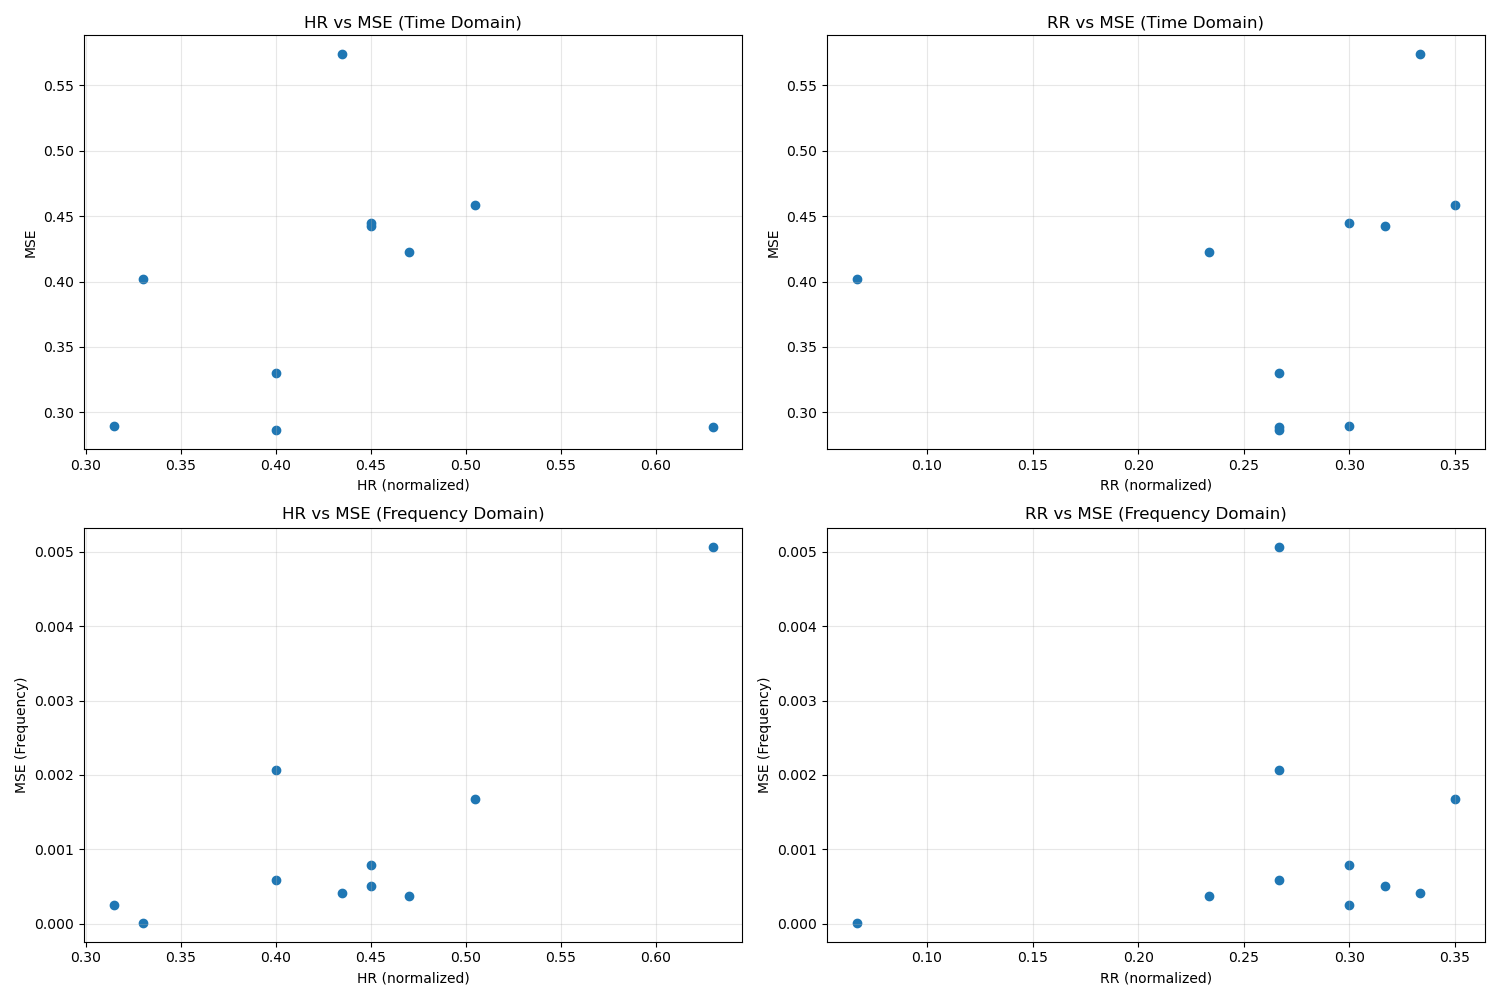 HR vs MSE (Time Domain)
MSE
0.55
0.50
0.45
0.40
0.35
0.30
0.30 0.35 0.40 0.45 0.50 0.55 0.60
HR (normalized)
RR vs MSE (Time Domain)
MSE
0.55
0.50
0.45
0.40
0.35
0.30
0.10 0.15 0.20 0.25 0.30 0.35
RR (normalized)
HR vs MSE (Frequency Domain)
MSE (Frequency)
0.005
0.004
0.003
0.002
0.001
0.000
0.30 0.35 0.40 0.45 0.50 0.55 0.60
HR (normalized)
RR vs MSE (Frequency Domain)
MSE (Frequency)
0.005
0.004
0.003
0.002
0.001
0.000
0.10 0.15 0.20 0.25 0.30 0.35
RR (normalized)